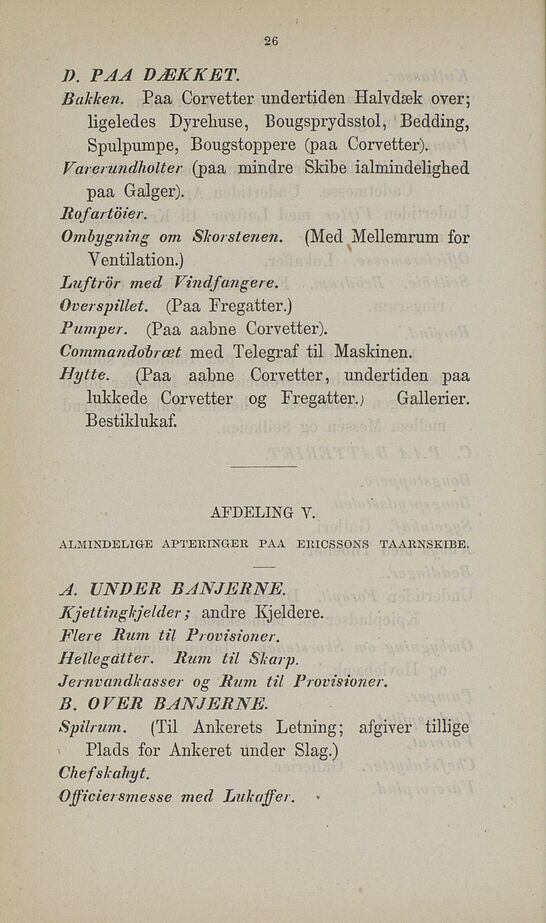 26
D. PAA DÆKKET.
Bakken. Paa Corvetter undertiden Halvdæk over;
ligeledes Dyrehuse, Bougsprydsstol, Bedding,
Spulpumpe, Bougstoppere (paa Corvetter).
Varerundholter (paa mindre Skibe ialmindelighed
paa Galger).
Rofartöier.
Ombygning om Skorstenen. (Med Mellemrum for
Ventilation.)
Luftrör med Vindfangere.
Overspillet. (Paa Fregatter.)
Pumper. (Paa aabne Corvetter).
Commandobræt med Telegraf til Maskinen.
Hytte. (Paa aabne Corvetter, undertiden paa
lukkede Corvetter og Fregatter.) Gallerier.
Bestiklukaf.
AFDELING V.
ALMINDELIGE APTERINGER PAA ERICSSONS TAARNSKIBE.
A. UNDER BANJERNE.
Kjettingkjelder; andre Kjeldere.
Flere Rum til Provisioner.
Hellegatter. Rum til Skarp.
Jernvandkasser og Rum til Provisioner.
B. OVER BANJERNE.
Spilrum. (Til Ankerets Letning; afgiver tillige
Plads for Ankeret under Slag.)
Chefskahyt.
Officiersmesse med Lukaffer.